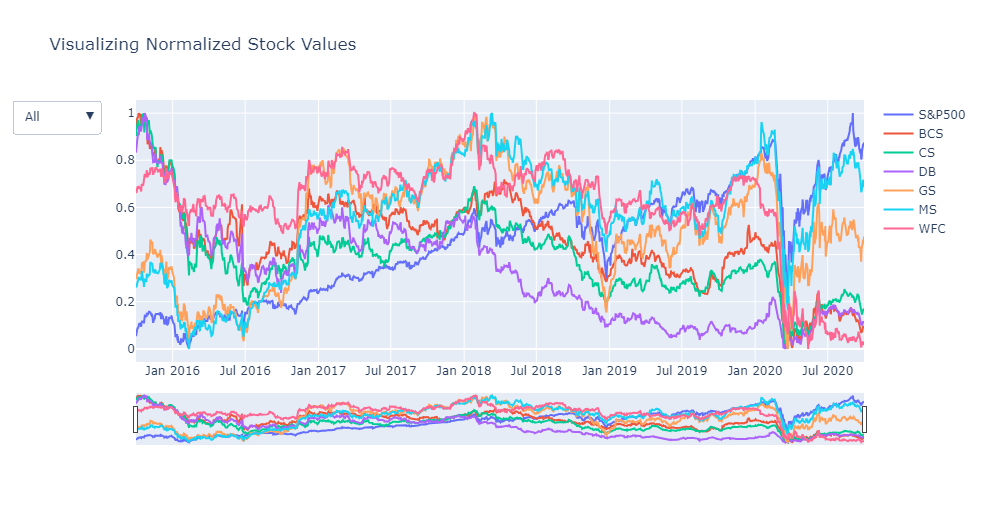 Visualizing Normalized Stock Values
All ▼
1
0.8
0.6
0.4
0.2
0
Jan 2016 Jul 2016 Jan 2017 Jul 2017 Jan 2018 Jul 2018 Jan 2019 Jul 2019 Jan 2020 Jul 2020
S&P500
BCS
CS
DB
GS
MS
WFC